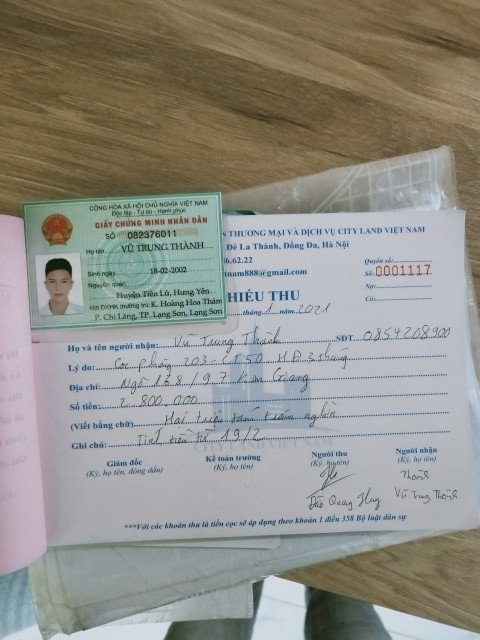 CỘNG HÒA XÃ HỘI CHỦ NGHĨA VIỆT NAM
Độc lập - Tự do - Hạnh phúc
GIẤY CHỨNG MINH NHÂN DÂN
SỐ 082376011
Họ tên VŨ TRUNG THÀNH
Sinh ngày 18-02-2002
Nguyên quán
Huyện Tiên Lữ, Hưng Yên
Nơi ĐKHK thường trú K. Hoàng Hoa Thám
P. Chi Lăng, TP. Lạng Sơn, Lạng Sơn
THƯƠNG MẠI VÀ DỊCH VỤ CITY LAND VIỆT NAM
Đê La Thành, Đống Đa, Hà Nội
6.62.22
tnam888@gmail.com
Quyển số:
Số: 0001117
HIẾU THU
Nợ:
Có:
tháng 1 năm 2021
Họ và tên người nhận: Vũ Trung Thành SĐT 0854208900
Lý do: Cọc phòng 203 - CT50. HĐ 3 tháng
Địa chỉ: Ngõ 168/97 Kim Giang
Số tiền: 2.800.000
(Viết bằng chữ) Hai triệu tám trăm nghìn
Ghi chú: Tính tiền từ 19/2
CITY LAND VIET NAM
Giám đốc Kế toán trưởng Người thu Người nhận
(Ký, họ tên, đóng dấu) (Ký, họ tên) (Ký, họ tên) (Ký, họ tên)
Thành
Đào Quang Huy Vũ Trung Thành
***Với các khoản thu là tiền cọc sẽ áp dụng theo khoản 1 điều 358 Bộ luật dân sự